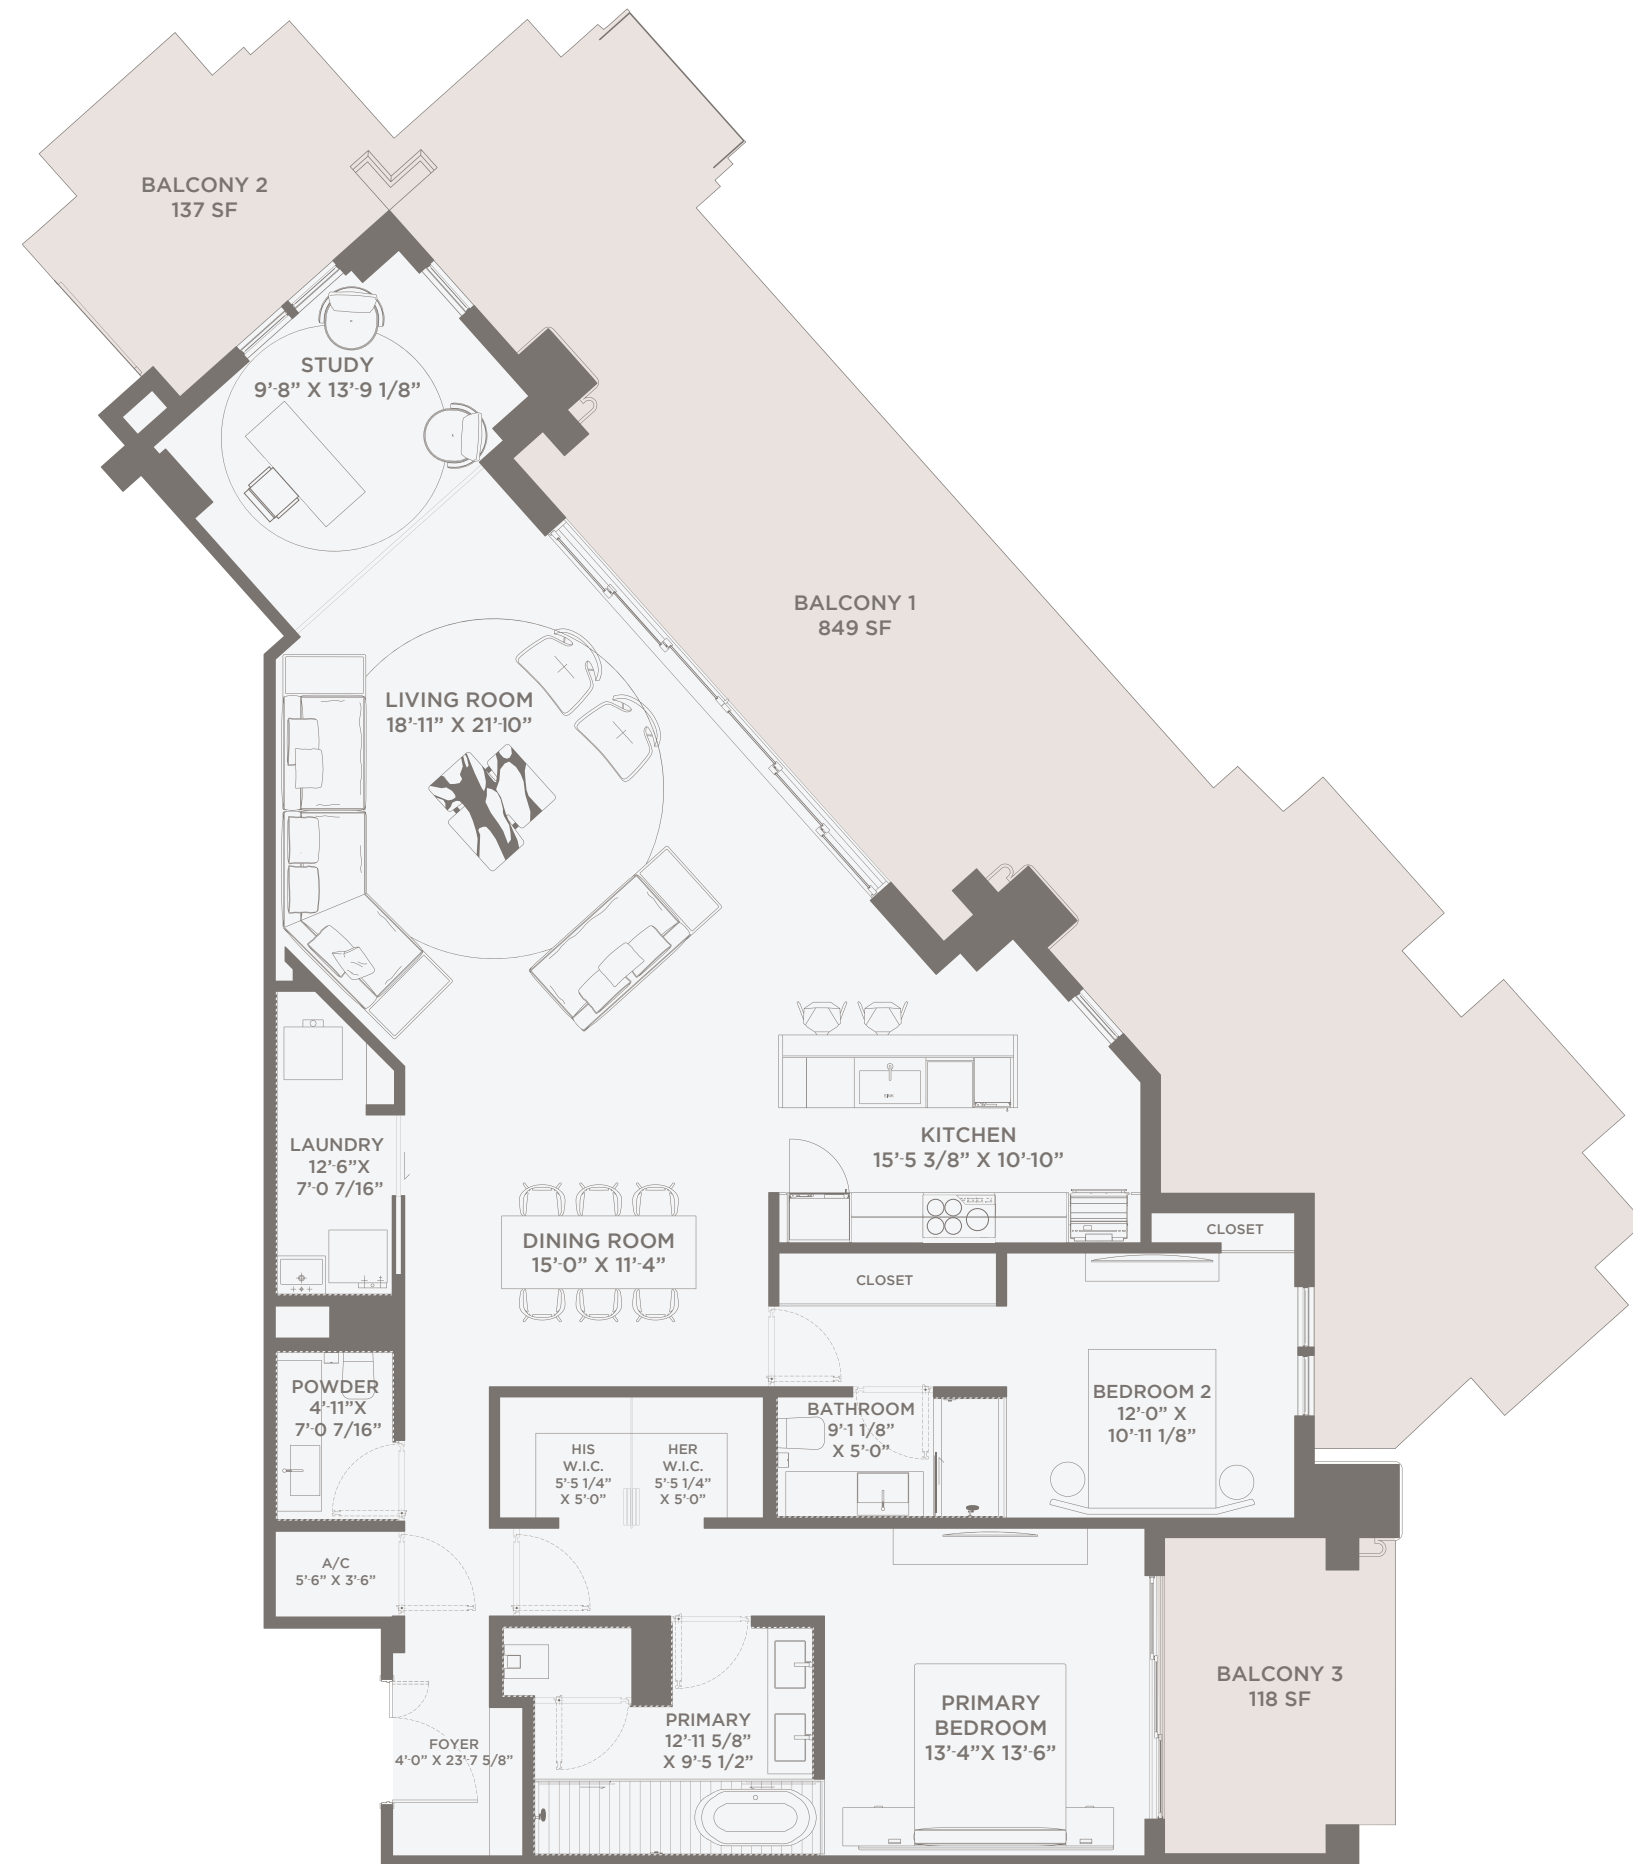 BALCONY 2
137 SF
STUDY
9'-8” X 13'-9 1/8”
BALCONY 1
849 SF
LIVING ROOM
18'-11” X 21'-10”
KITCHEN
15'-5 3/8” X 10'-10”
LAUNDRY
12'-6”X
7'-0 7/16”
DINING ROOM
15'-0” X 11'-4”
CLOSET
CLOSET
POWDER
4'-11”X
7'-0 7/16”
BATHROOM
9'-1 1/8”
X 5'-0”
BEDROOM 2
12'-0” X
10'-11 1/8”
HIS
W.I.C.
5'-5 1/4”
X 5'-0”
HER
W.I.C.
5'-5 1/4”
X 5'-0”
A/C
5'-6” X 3'-6”
FOYER
4'-0” X 23'-7 5/8”
PRIMARY
12'-11 5/8”
X 9'-5 1/2”
PRIMARY
BEDROOM
13'-4”X 13'-6”
BALCONY 3
118 SF